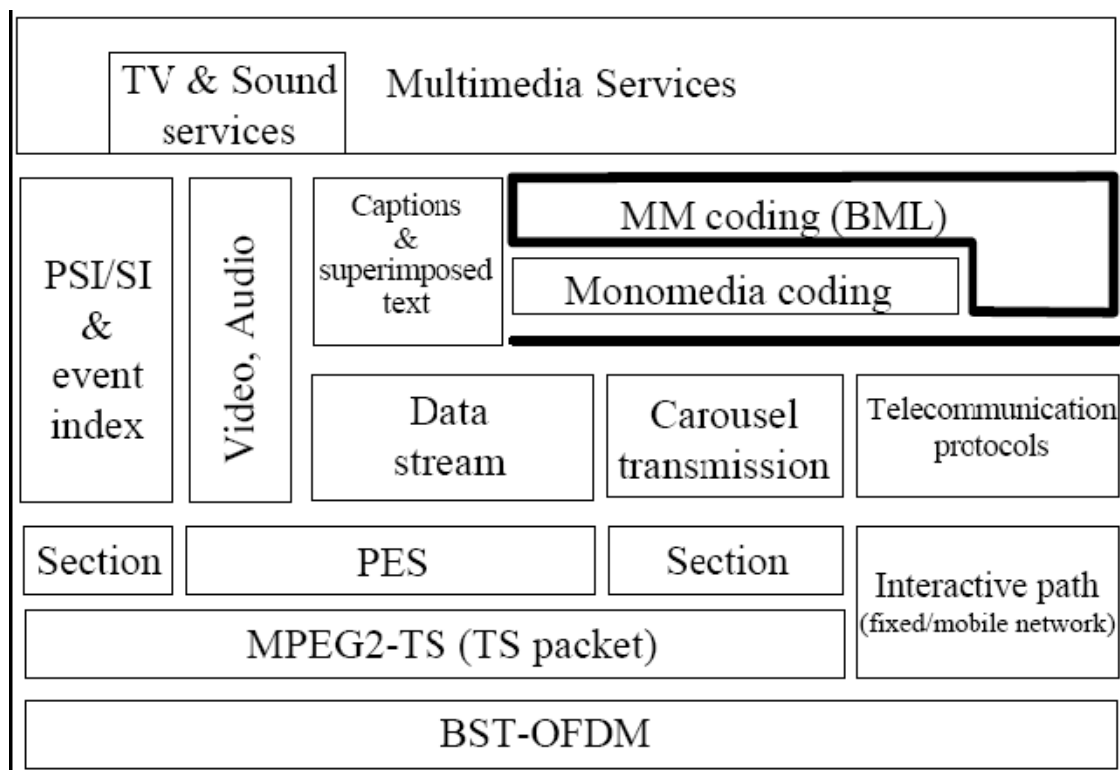 TV & Sound
services
Multimedia Services
PSI/SI
&
event
index
Video, Audio
Captions
&
superimposed
text
MM coding (BML)
Monomedia coding
Data
stream
Carousel
transmission
Telecommunication
protocols
Section
PES
Section
Interactive path
(fixed/mobile network)
MPEG2-TS (TS packet)
BST-OFDM